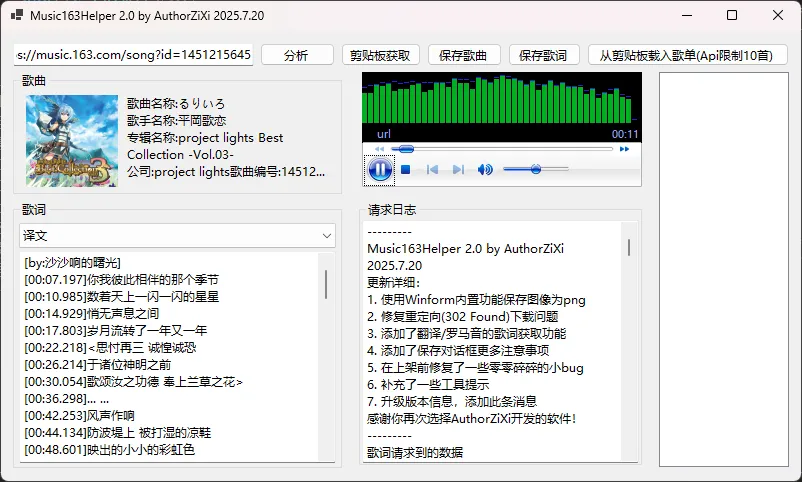 Music163Helper 2.0 by AuthorZiXi 2025.7.20
s://music.163.com/song?id=1451215645
分析
剪贴板获取
保存歌曲
保存歌词
从剪贴板载入歌单(Api限制10首)
歌曲
歌曲名称:るりいろ
歌手名称:平岡歌恋
专辑名称:project lights Best
Collection -Vol.03-
公司:project lights歌曲编号:14512...
url
00:11
歌词
译文
[by:沙沙响的曙光]
[00:07.197]你我彼此相伴的那个季节
[00:10.985]数着天上一闪一闪的星星
[00:14.929]悄无声息之间
[00:17.803]岁月流转了一年又一年
[00:22.218]<思忖再三 诚惶诚恐
[00:26.214]于诸位神明之前
[00:30.054]歌颂汝之功德 奉上兰草之花>
[00:36.298]... ...
[00:42.253]风声作响
[00:44.134]防波堤上 被打湿的凉鞋
[00:48.601]映出的小小的彩虹色
请求日志
---------
Music163Helper 2.0 by AuthorZiXi
2025.7.20
更新详细:
1. 使用Winform内置功能保存图像为png
2. 修复重定向(302 Found)下载问题
3. 添加了翻译/罗马音的歌词获取功能
4. 添加了保存对话框更多注意事项
5. 在上架前修复了一些零零碎碎的小bug
6. 补充了一些工具提示
7. 升级版本信息，添加此条消息
感谢你再次选择AuthorZiXi开发的软件!
---------
歌词请求到的数据